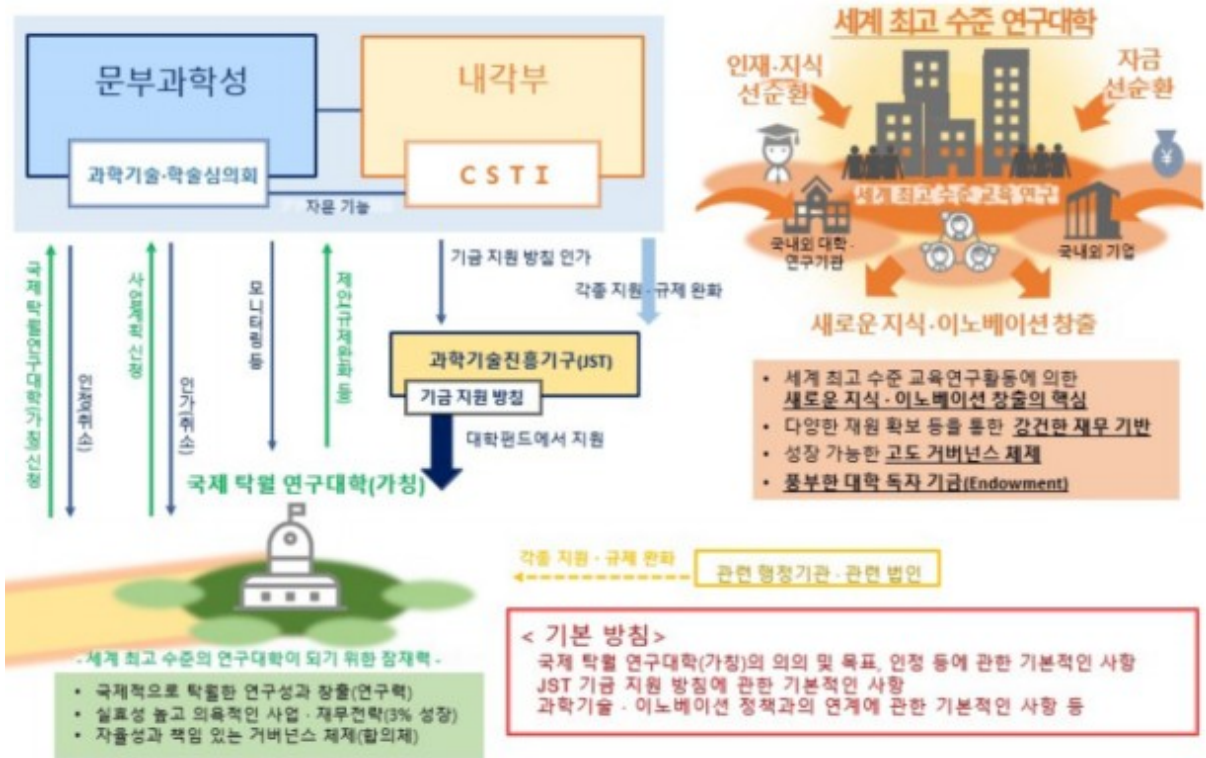 문부과학성
내각부
과학기술·학술심의회
CSTI
자문 기능
국제 탁월연구대학(가칭)신청
인정(취소)
사업계획 신청
인가(취소)
모니터링 등
제안(규제완화 등)
기금 지원 방침 인가
각종 지원·규제 완화
과학기술진흥기구(JST)
기금 지원 방침
대학펀드에서 지원
국제 탁월 연구대학(가칭)
- 세계 최고 수준의 연구대학이 되기 위한 잠재력 -
• 국제적으로 탁월한 연구성과 창출(연구력)
• 실효성 높고 의욕적인 사업·재무전략(3% 성장)
• 자율성과 책임 있는 거버넌스 체제(합의체)
세계 최고 수준 연구대학
인재·지식
선순환
자금
선순환
¥
세계 최고 수준 교육 연구
국내외 대학·
연구기관
국내외 기업
새로운 지식·이노베이션 창출
• 세계 최고 수준 교육연구활동에 의한
새로운 지식·이노베이션 창출의 핵심
• 다양한 재원 확보 등을 통한 강건한 재무 기반
• 성장 가능한 고도 거버넌스 체제
• 풍부한 대학 독자 기금(Endowment)
각종 지원·규제 완화
관련 행정기관·관련 법인
< 기본 방침>
국제 탁월 연구대학(가칭)의 의의 및 목표, 인정 등에 관한 기본적인 사항
JST 기금 지원 방침에 관한 기본적인 사항
과학기술·이노베이션 정책과의 연계에 관한 기본적인 사항 등